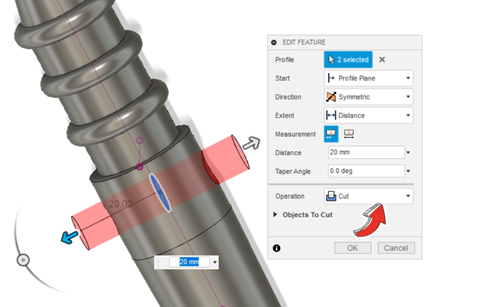 EDIT FEATURE
Profile 2 selected
Start Profile Plane
Direction Symmetric
Extent Distance
Measurement
Distance 20 mm
Taper Angle 0.0 deg
Operation Cut
Objects To Cut
OK Cancel
20.00
20 mm